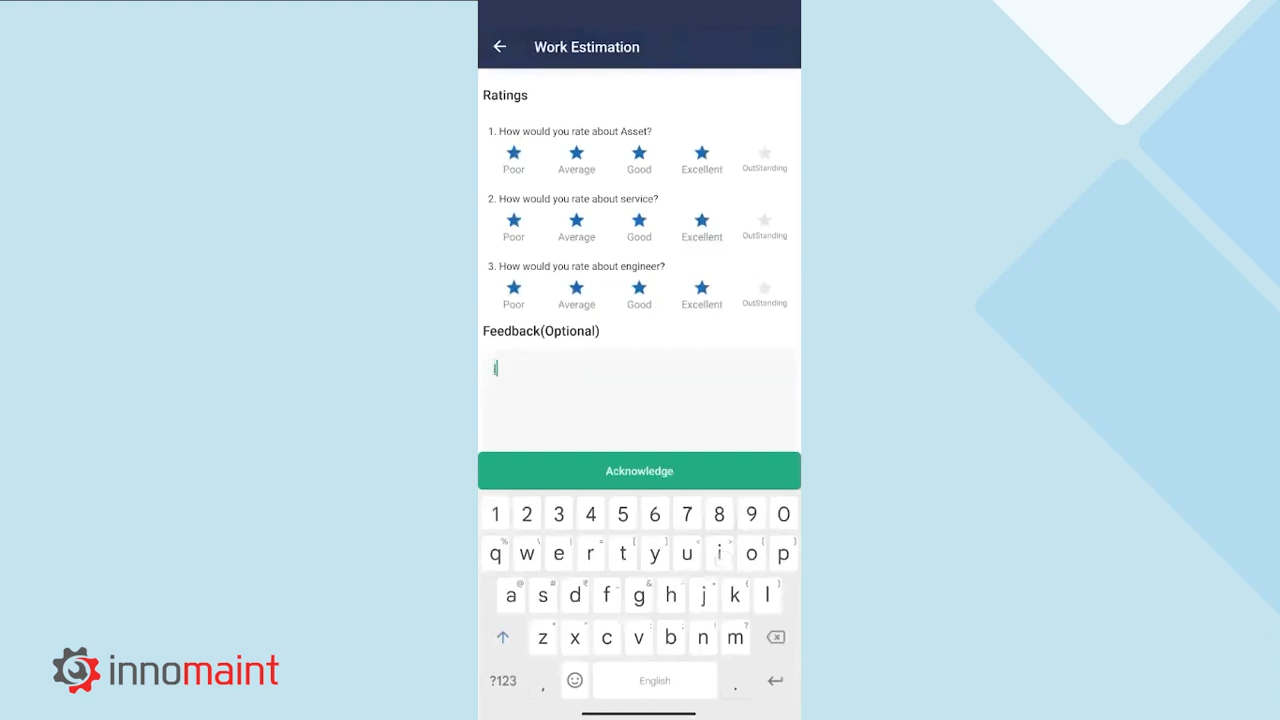 Work Estimation
Ratings
1. How would you rate about Asset?
Poor Average Good Excellent OutStanding
2. How would you rate about service?
Poor Average Good Excellent OutStanding
3. How would you rate about engineer?
Poor Average Good Excellent OutStanding
Feedback(Optional)
Acknowledge
1 2 3 4 5 6 7 8 9 0
q w e r t y u i o p
a s d f g h j k l
z x c v b n m
?123 , English .
innomaint